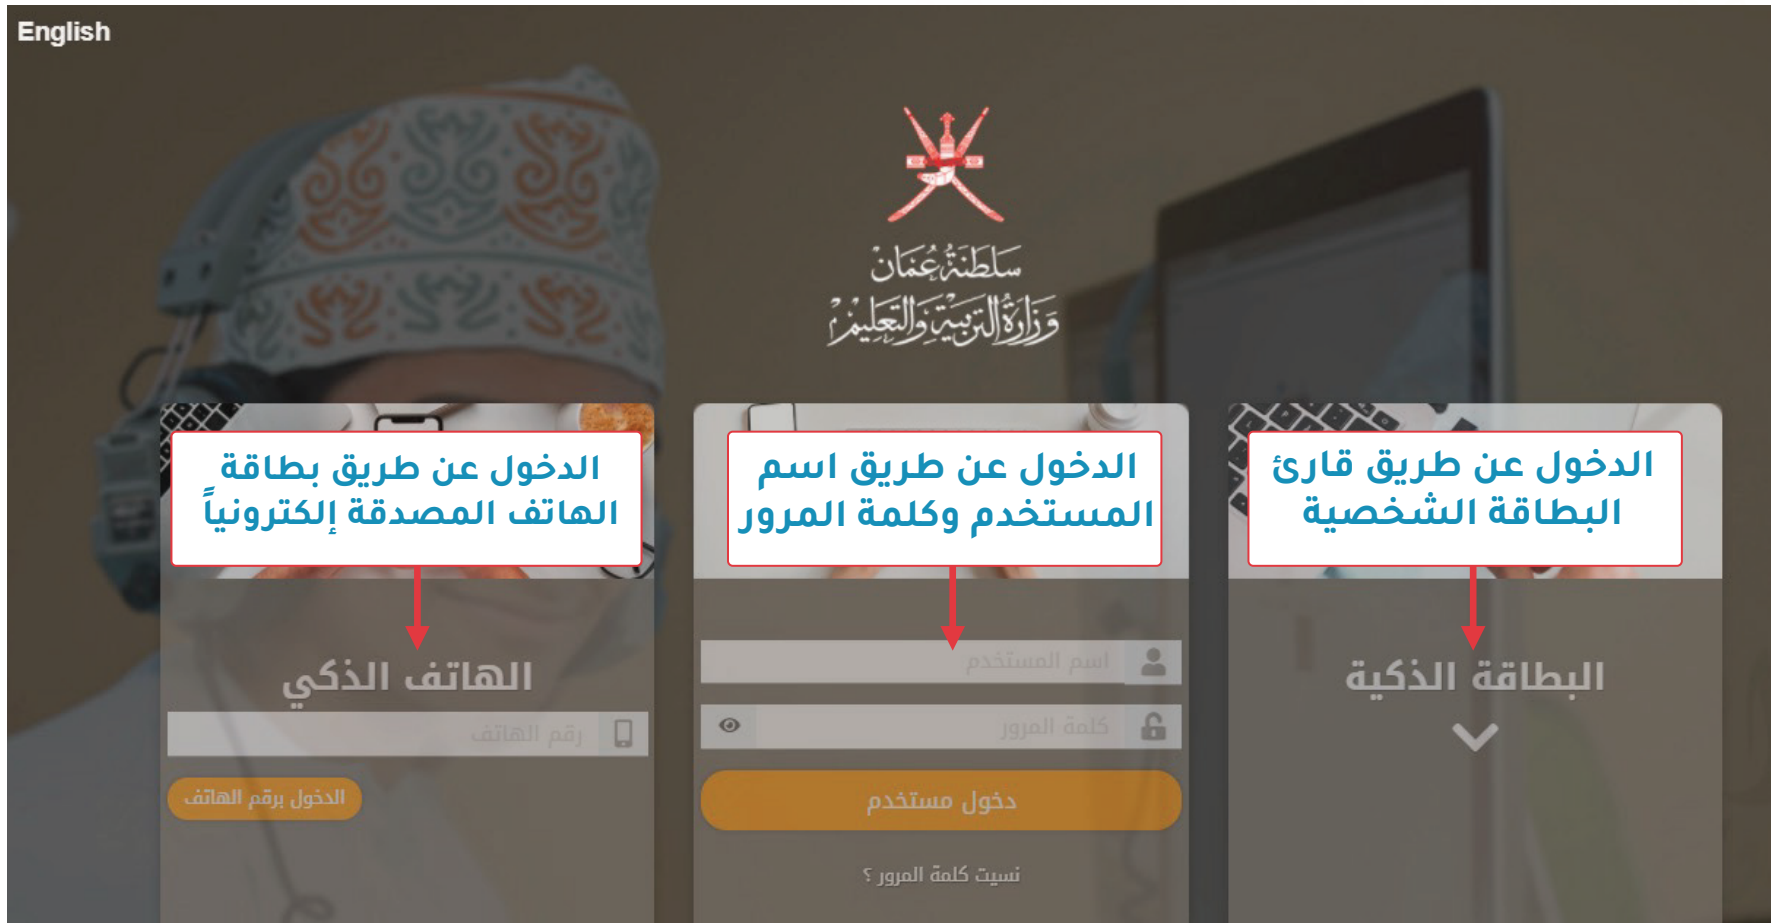 English
سلطنة عُمان
وزارة التربية والتعليم
الدخول عن طريق قارئ
البطاقة الشخصية
البطاقة الذكية
الدخول عن طريق اسم
المستخدم وكلمة المرور
اسم المستخدم
كلمة المرور
دخول مستخدم
نسيت كلمة المرور ؟
الدخول عن طريق بطاقة
الهاتف المصدقة إلكترونياً
الهاتف الذكي
رقم الهاتف
الدخول برقم الهاتف